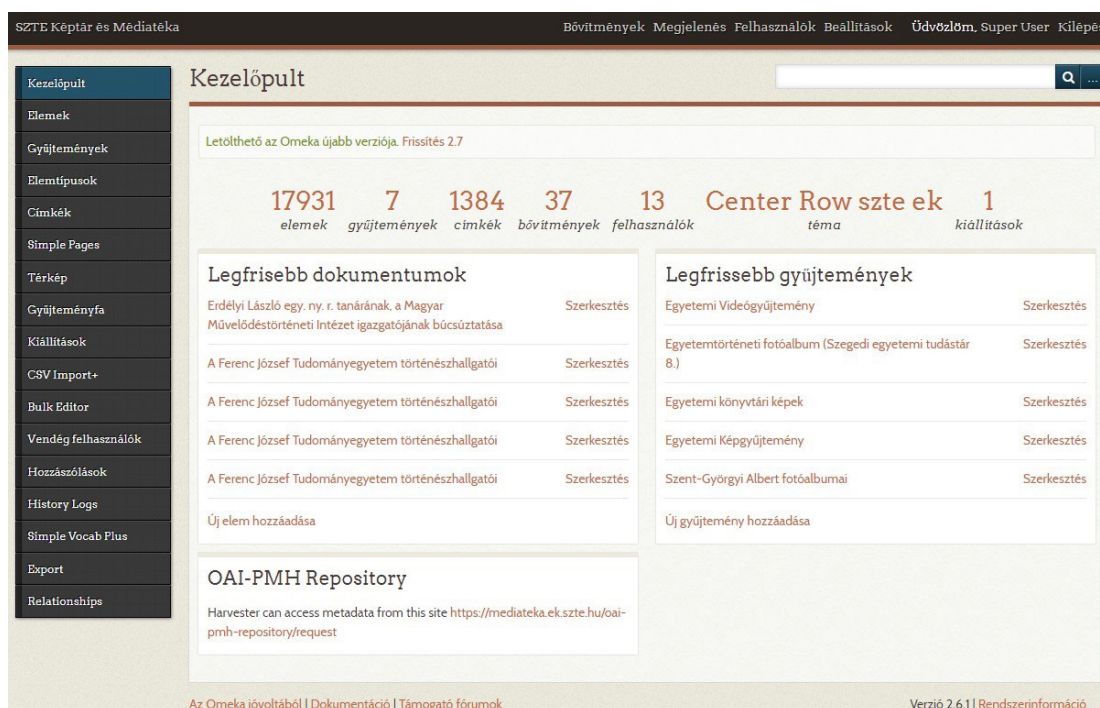 SZTE Képtár és Médiatéka
Bővítmények Megjelenés Felhasználók Beállítások Üdvözlöm, Super User Kilépés
Kezelőpult
Elemek
Gyűjtemények
Elemtípusok
Címkék
Simple Pages
Térkép
Gyűjteményfa
Kiállítások
CSV Import+
Bulk Editor
Vendég felhasználók
Hozzászólások
History Logs
Simple Vocab Plus
Export
Relationships
Kezelőpult
...
Letölthető az Omeka újabb verziója. Frissítés 2.7
17931 7 1384 37 13 Center Row szte ek 1
elemek gyűjtemények címkék bővítmények felhasználók téma kiállítások
Legfrisebb dokumentumok
Erdélyi László egy. ny. r. tanárának, a Magyar Szerkesztés
Művelődéstörténeti Intézet igazgatójának búcsúztatása
A Ferenc József Tudományegyetem történészhallgatói Szerkesztés
A Ferenc József Tudományegyetem történészhallgatói Szerkesztés
A Ferenc József Tudományegyetem történészhallgatói Szerkesztés
A Ferenc József Tudományegyetem történészhallgatói Szerkesztés
Új elem hozzáadása
Legfrissebb gyűjtemények
Egyetemi Videógyűjtemény Szerkesztés
Egyetemtörténeti fotóalbum (Szegedi egyetemi tudástár Szerkesztés
8.)
Egyetemi könyvtári képek Szerkesztés
Egyetemi Képgyűjtemény Szerkesztés
Szent-Györgyi Albert fotóalbumai Szerkesztés
Új gyűjtemény hozzáadása
OAI-PMH Repository
Harvester can access metadata from this site https://mediateka.ek.szte.hu/oai-
pmh-repository/request
Az Omeka jóvoltából | Dokumentáció | Támogató fórumok
Verzió 2.6.1 | Rendszerinformáció